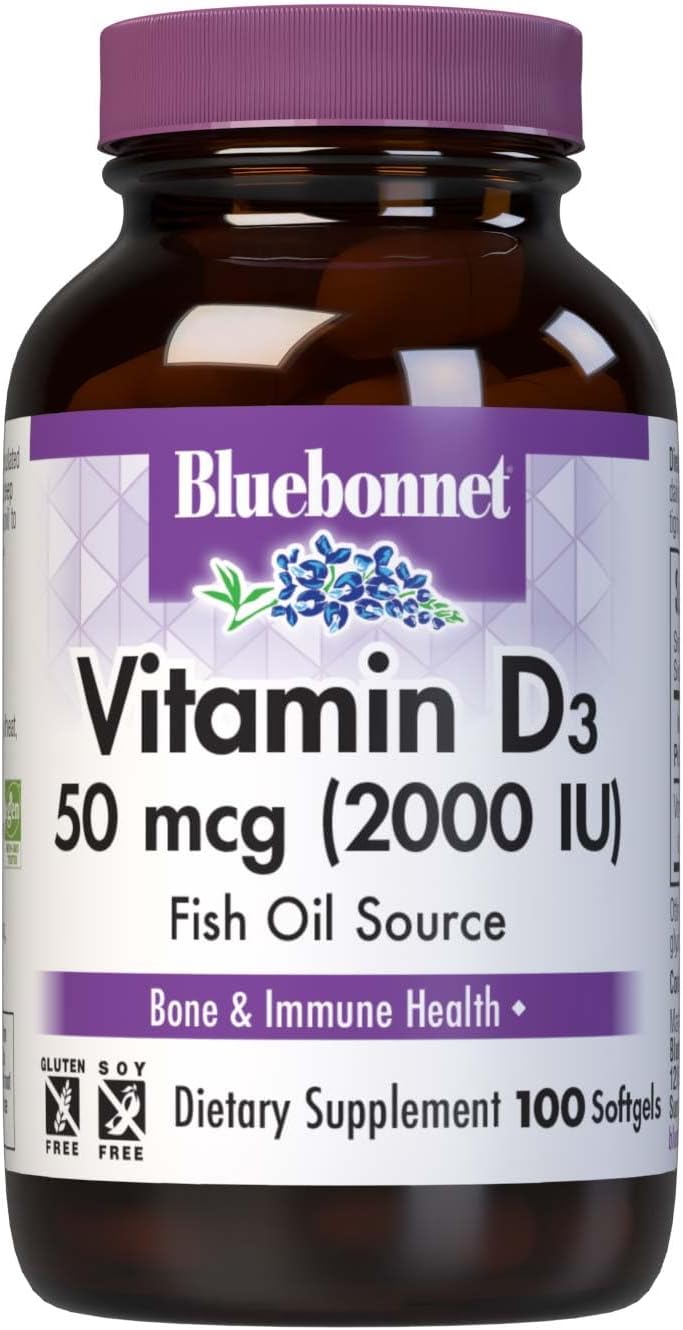 Bluebonnet
Vitamin D3
50 mcg (2000 IU)
Fish Oil Source
Bone & Immune Health
GLUTEN
FREE
SOY
FREE
Dietary Supplement 100 Softgels